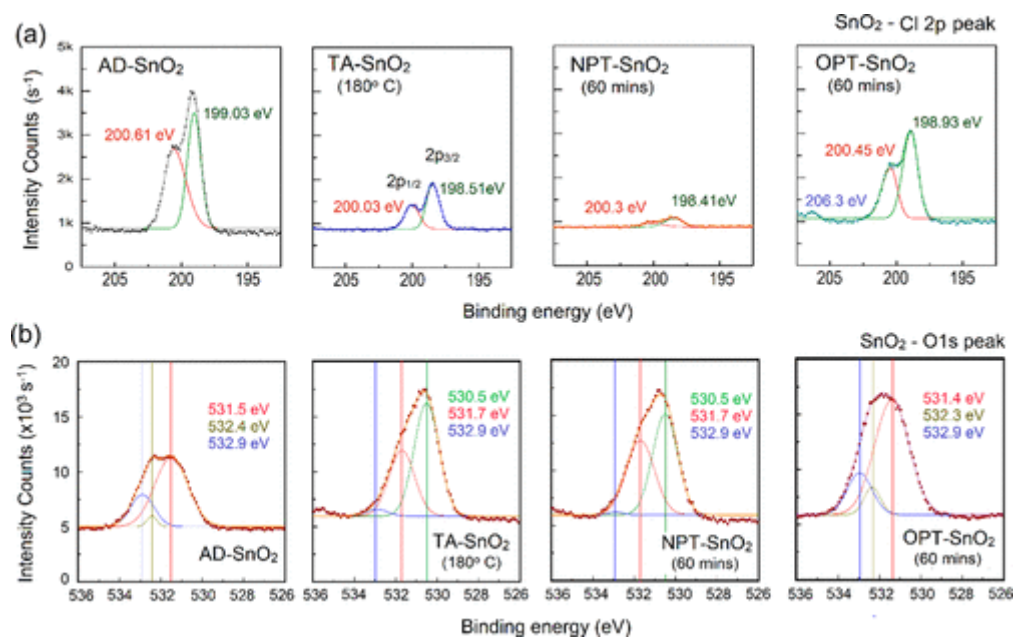 (a)
SnO₂ - Cl 2p peak
Intensity Counts (s⁻¹)
5k
4k
3k
2k
1k
0
AD-SnO₂
200.61 eV
199.03 eV
205 200 195
TA-SnO₂
(180º C)
2p₃/₂
2p₁/₂
200.03 eV
198.51eV
205 200 195
NPT-SnO₂
(60 mins)
200.3 eV
198.41eV
205 200 195
OPT-SnO₂
(60 mins)
198.93 eV
200.45 eV
206.3 eV
205 200 195
Binding energy (eV)
(b)
SnO₂ - O1s peak
Intensity Counts (x10³ s⁻¹)
20
15
10
5
0
531.5 eV
532.4 eV
532.9 eV
AD-SnO₂
536 534 532 530 528 526
530.5 eV
531.7 eV
532.9 eV
TA-SnO₂
(180º C)
536 534 532 530 528 526
530.5 eV
531.7 eV
532.9 eV
NPT-SnO₂
(60 mins)
536 534 532 530 528 526
531.4 eV
532.3 eV
532.9 eV
OPT-SnO₂
(60 mins)
536 534 532 530 528 526
Binding energy (eV)